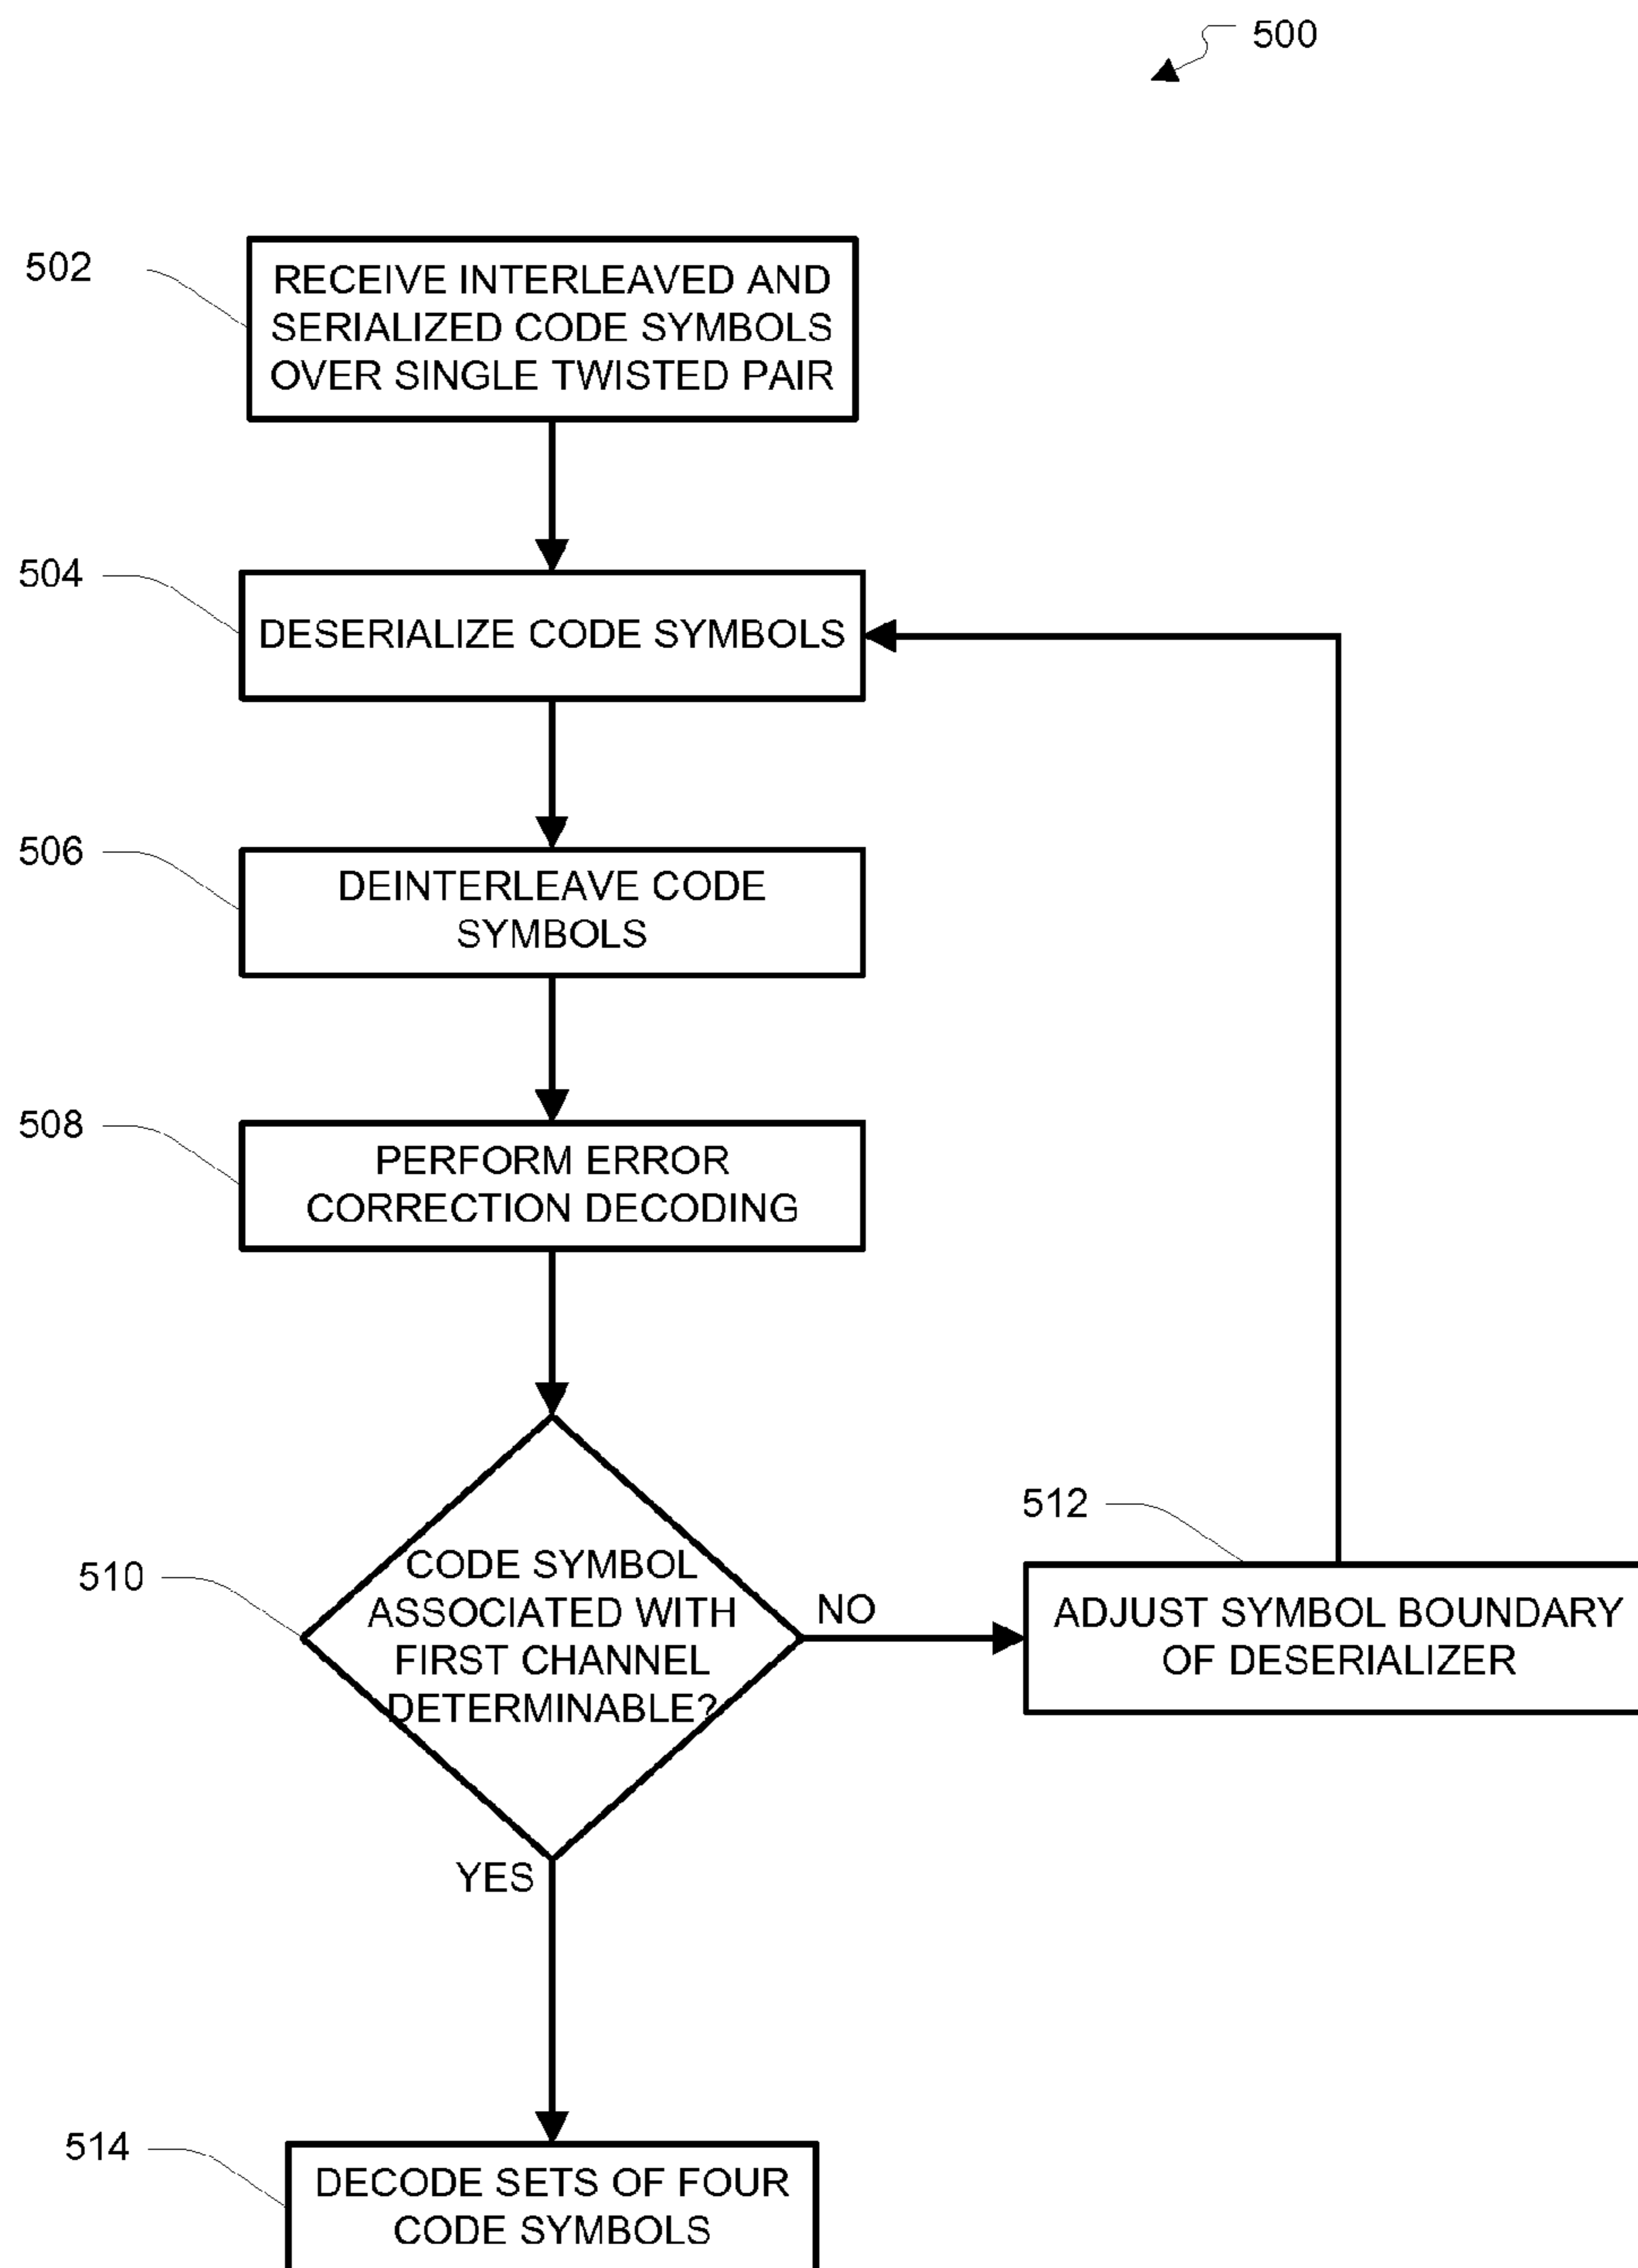 500
502
RECEIVE INTERLEAVED AND
SERIALIZED CODE SYMBOLS
OVER SINGLE TWISTED PAIR
504
DESERIALIZE CODE SYMBOLS
506
DEINTERLEAVE CODE
SYMBOLS
508
PERFORM ERROR
CORRECTION DECODING
510
CODE SYMBOL
ASSOCIATED WITH
FIRST CHANNEL
DETERMINABLE?
NO
512
ADJUST SYMBOL BOUNDARY
OF DESERIALIZER
YES
514
DECODE SETS OF FOUR
CODE SYMBOLS